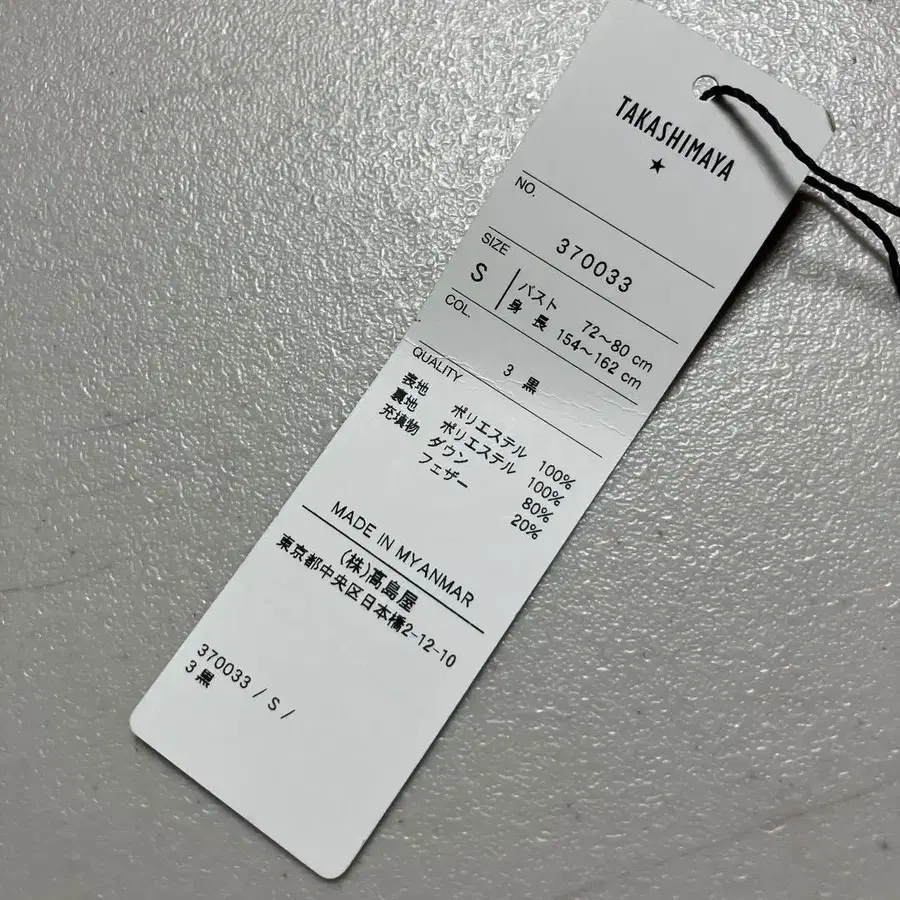 TAKASHIMAYA
★
NO.
370033
SIZE
S バスト 72～80 cm
身長 154～162 cm
COL.
3 黒
QUALITY
表地 ポリエステル 100%
裏地 ポリエステル 100%
充填物 ダウン 80%
フェザー 20%
MADE IN MYANMAR
(株)髙島屋
東京都中央区日本橋2-12-10
370033 / S /
3 黒